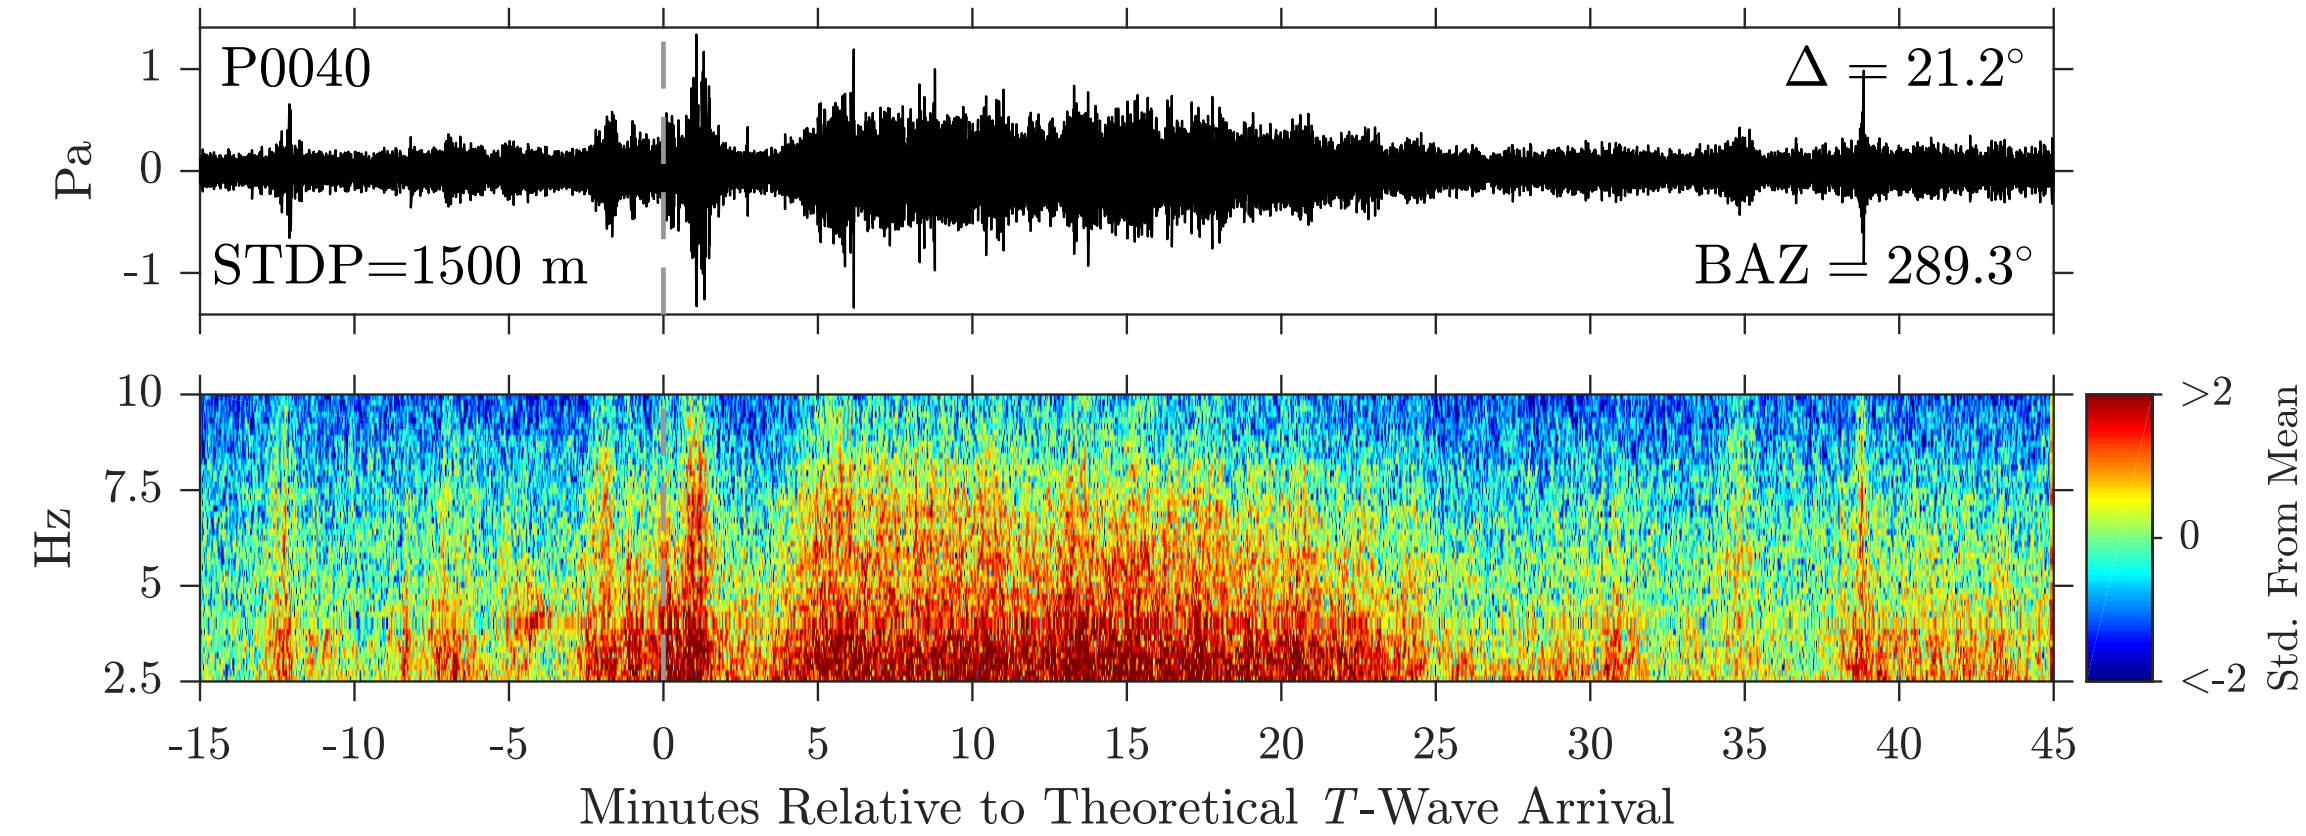 P0040
Δ = 21.2°
1
Pa
0
-1
STDP=1500 m
BAZ = 289.3°
10
7.5
Hz
5
2.5
>2
0
<-2
Std. From Mean
-15 -10 -5 0 5 10 15 20 25 30 35 40 45
Minutes Relative to Theoretical T-Wave Arrival